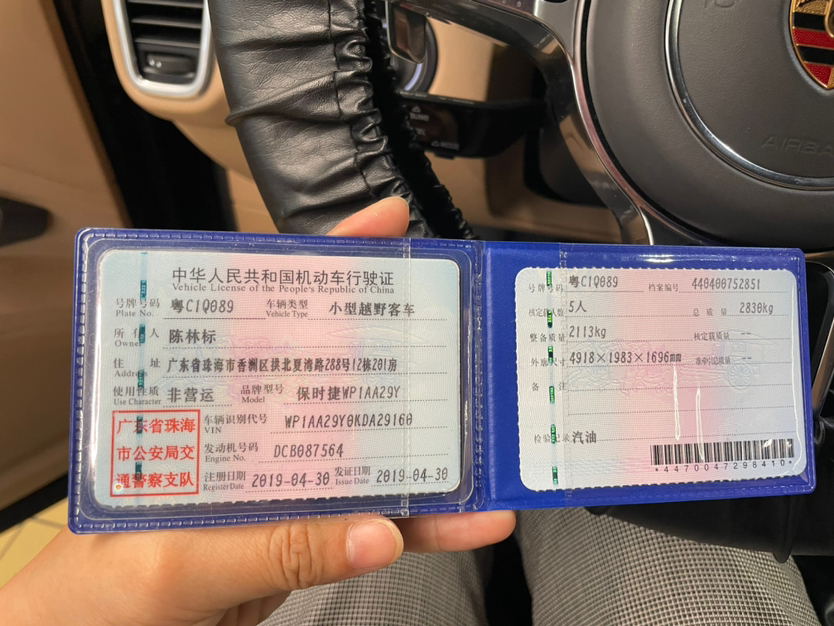 中华人民共和国机动车行驶证
Vehicle License of the People's Republic of China
号牌号码 粤C1Q089 车辆类型 小型越野客车
Plate No. Vehicle Type
所有人 陈林标
Owner
住址 广东省珠海市香洲区拱北夏湾路288号12栋201房
Address
使用性质 非营运 品牌型号 保时捷WP1AA29Y
Use Character Model
广东省珠海
市公安局交
通警察支队
车辆识别代号 WP1AA29Y0KDA29160
VIN
发动机号码 DCB087564
Engine No.
注册日期 2019-04-30 发证日期 2019-04-30
Register Date Issue Date
号牌号码 粤C1Q089 档案编号 440400752851
核定载人数 5人 总质量 2830kg
整备质量 2113kg 核定载质量 --
外廓尺寸 4918×1983×1696mm 准牵引总质量 --
备注
检验记录 汽油
*4470047298410*
AIRBA